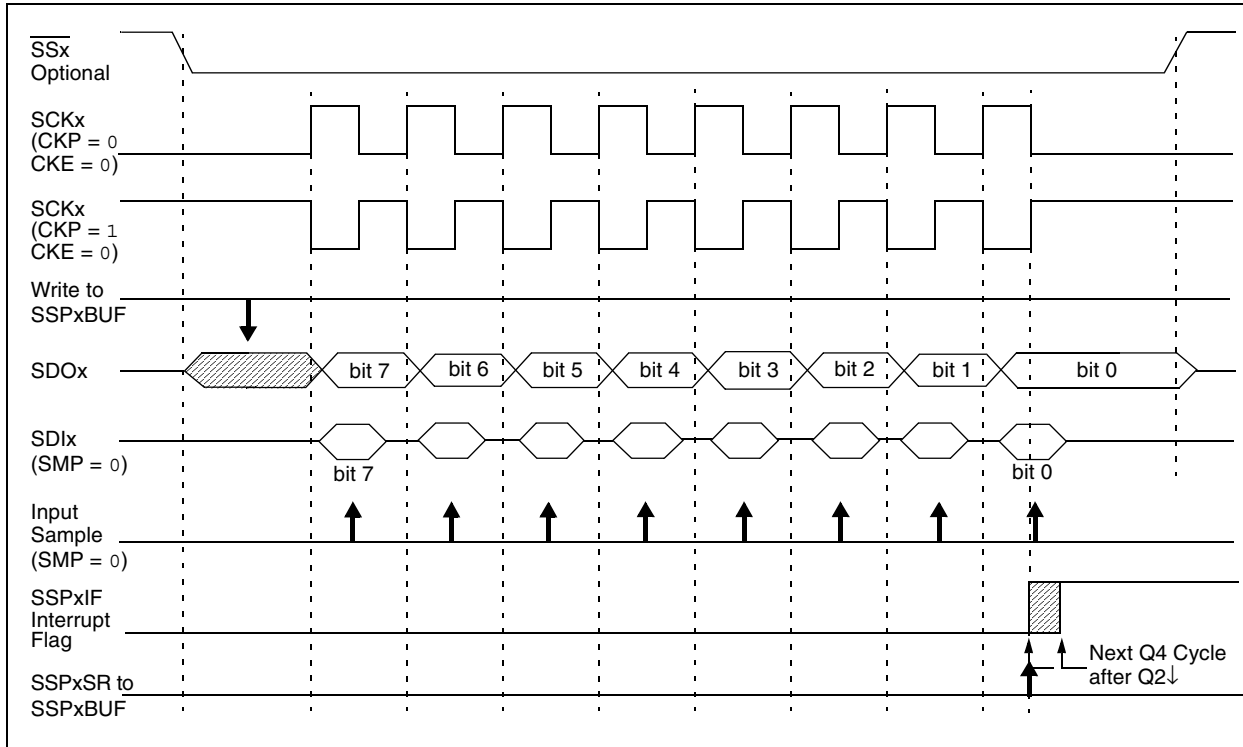 SSx
Optional
SCKx
(CKP = 0
CKE = 0)
SCKx
(CKP = 1
CKE = 0)
Write to
SSPxBUF
SDOx
bit 7
bit 6
bit 5
bit 4
bit 3
bit 2
bit 1
bit 0
SDIx
(SMP = 0)
bit 7
bit 0
Input
Sample
(SMP = 0)
SSPxIF
Interrupt
Flag
Next Q4 Cycle
after Q2↓
SSPxSR to
SSPxBUF